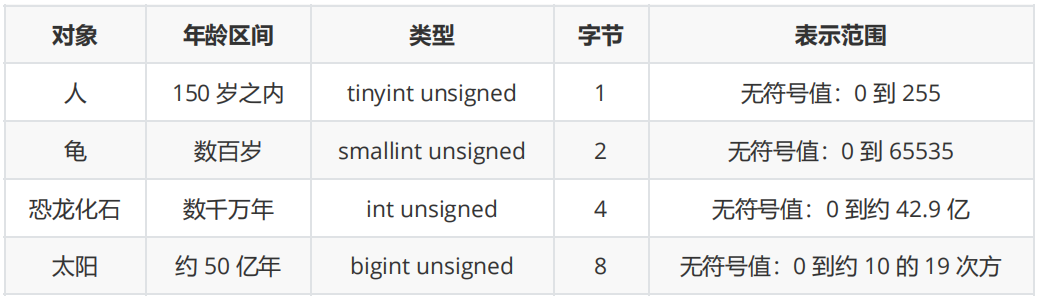 对象 年龄区间 类型 字节 表示范围
人 150 岁之内 tinyint unsigned 1 无符号值：0 到 255
龟 数百岁 smallint unsigned 2 无符号值：0 到 65535
恐龙化石 数千万年 int unsigned 4 无符号值：0 到约 42.9 亿
太阳 约 50 亿年 bigint unsigned 8 无符号值：0 到约 10 的 19 次方